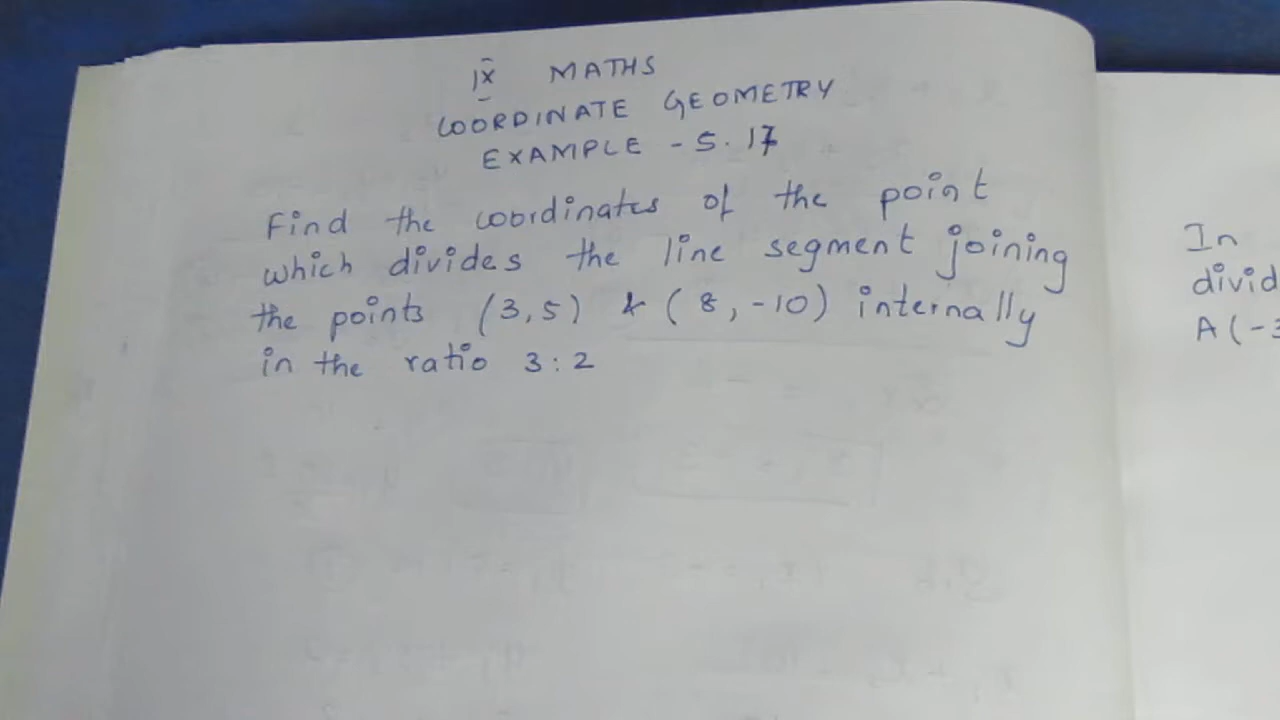 IX MATHS
COORDINATE GEOMETRY
EXAMPLE - 5.17
Find the coordinates of the point
which divides the line segment joining
the points (3,5) & (8,-10) internally
in the ratio 3:2
In
divid
A(-3